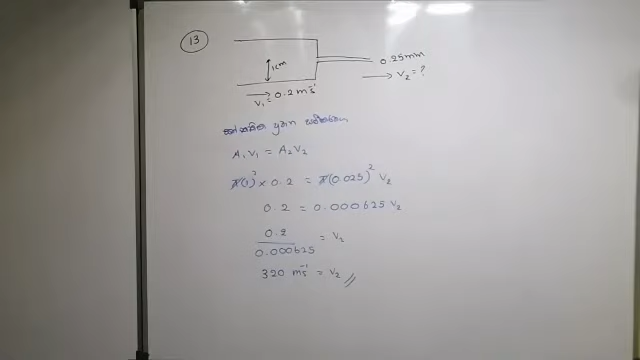 13
1cm
0.25mm
V₂ = ?
V₁ = 0.2 ms⁻¹
A₁V₁ = A₂V₂
π(1)² × 0.2 = π(0.025)² V₂
0.2 = 0.000625 V₂
0.2 / 0.000625 = V₂
320 ms⁻¹ = V₂